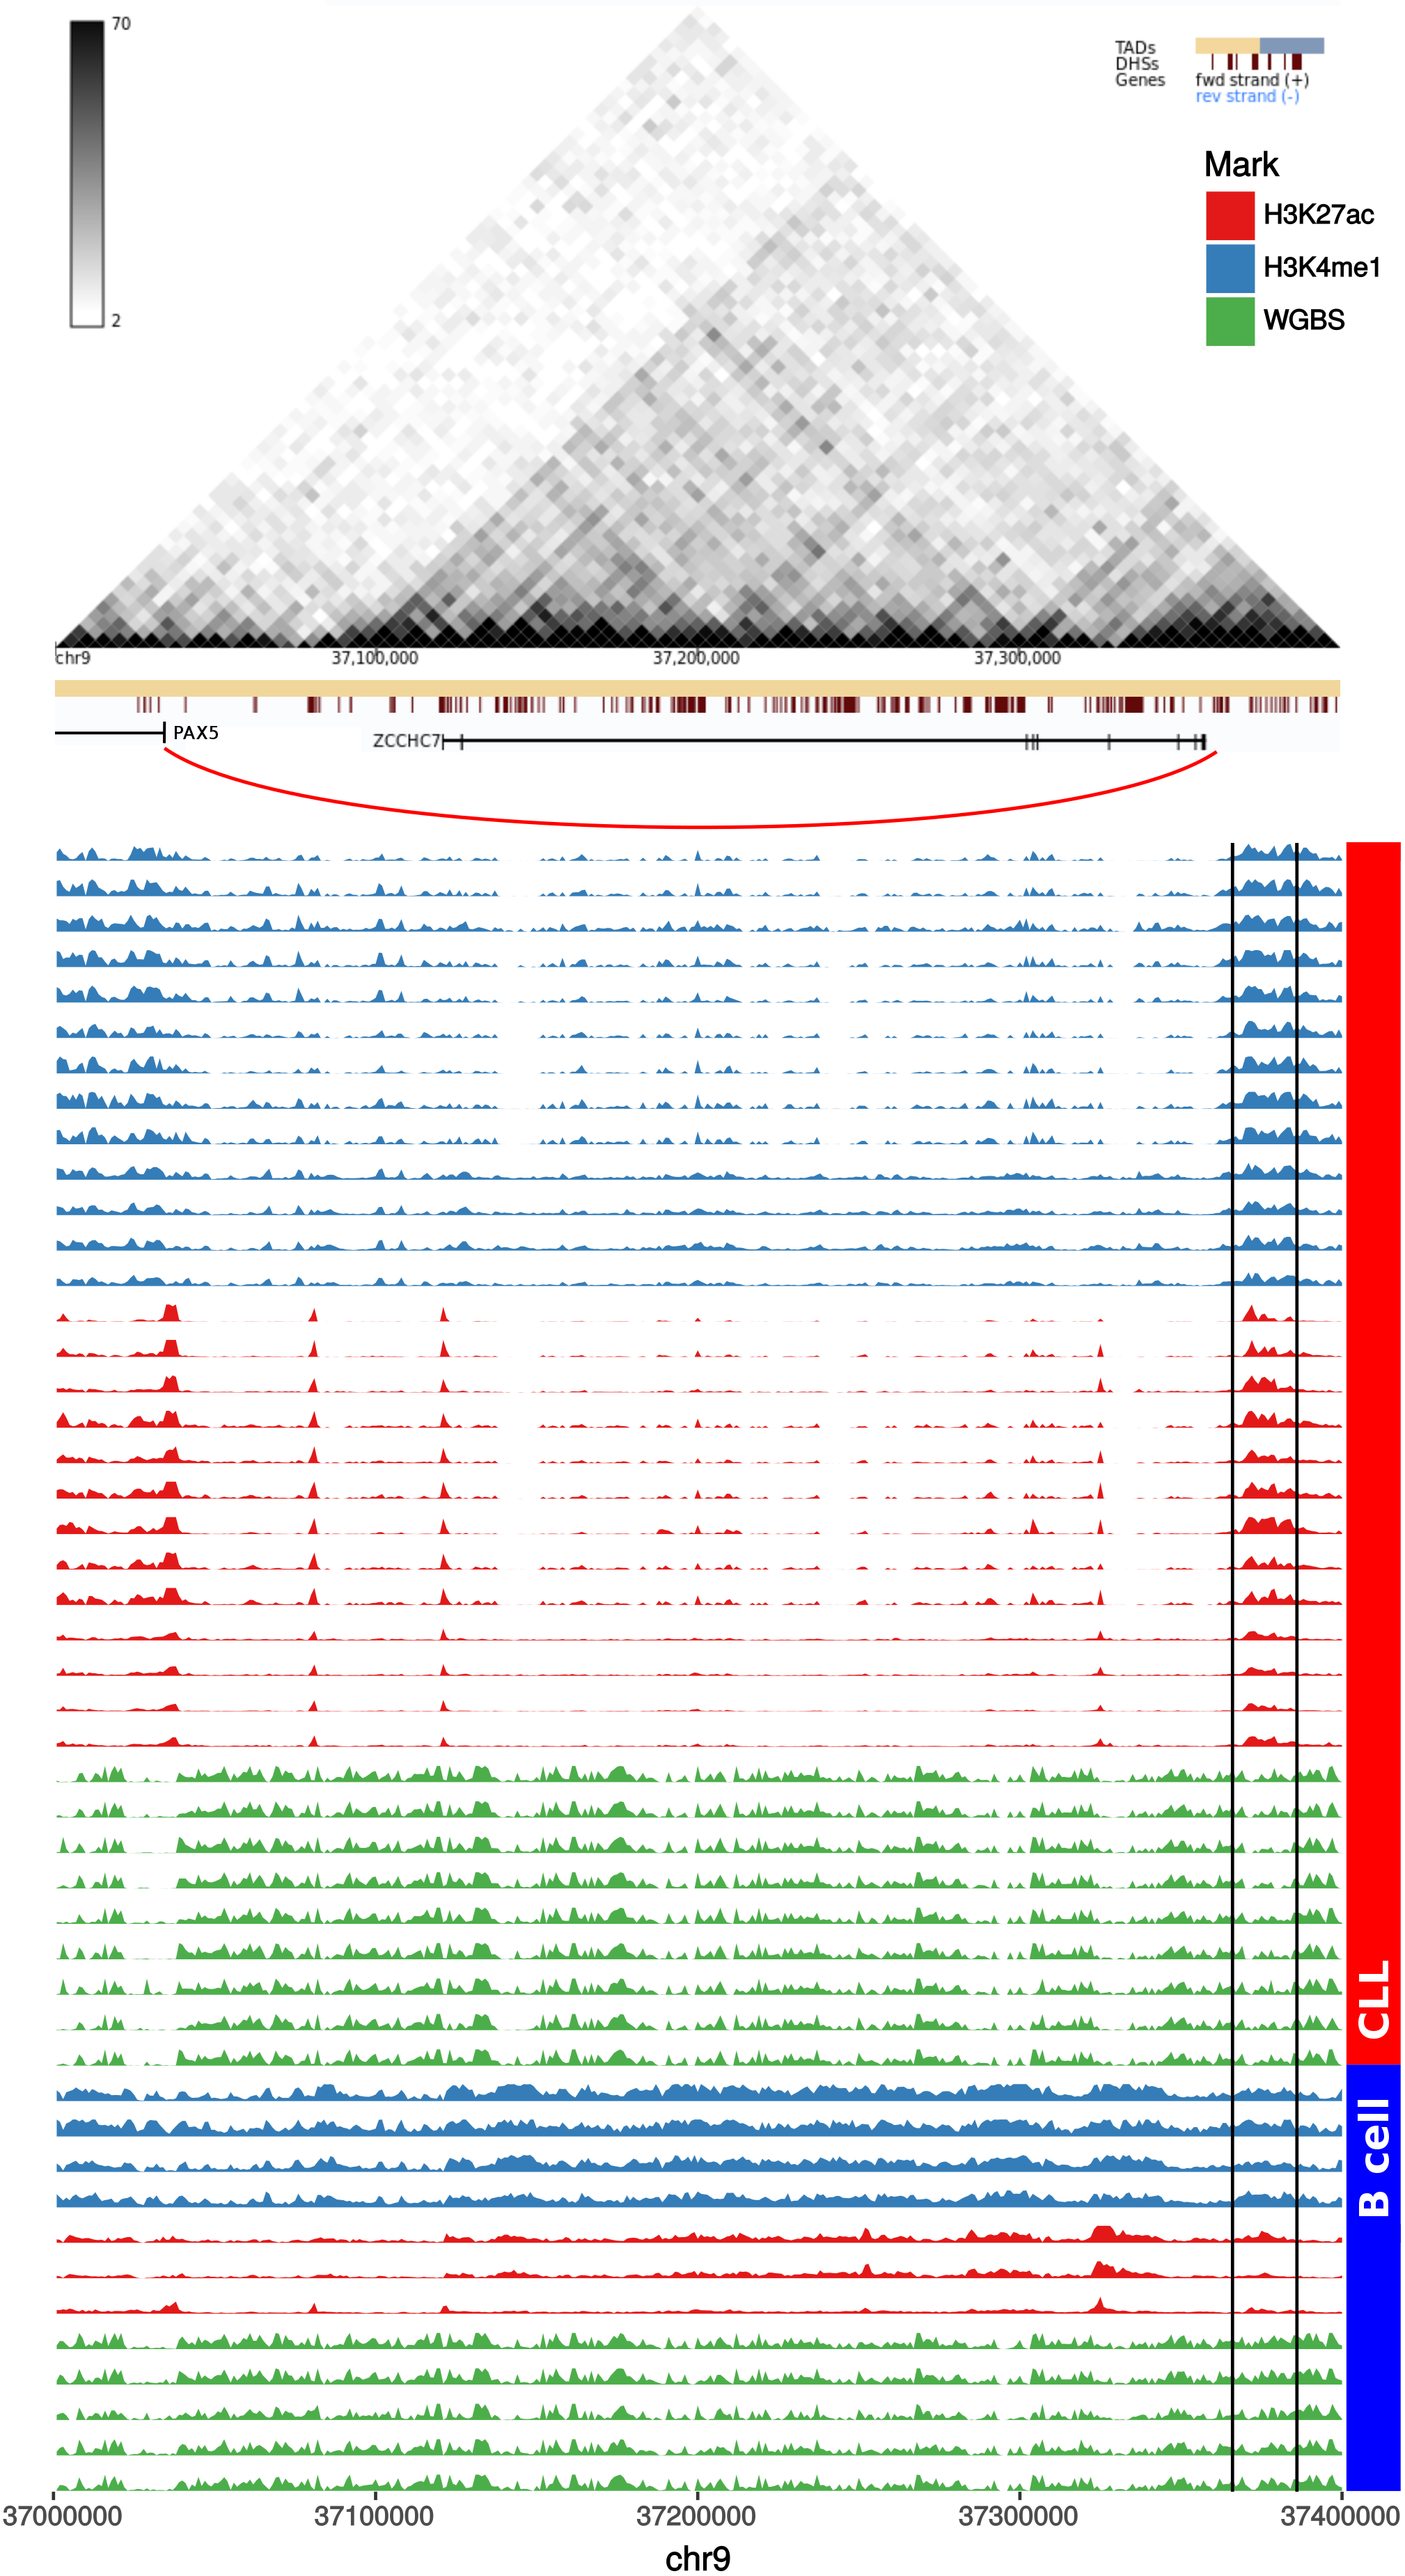 70
2
TADs
DHSs
Genes
fwd strand (+)
rev strand (-)
Mark
H3K27ac
H3K4me1
WGBS
chr9
37,100,000
37,200,000
37,300,000
PAX5
ZCCHC7
CLL
B cell
37000000
37100000
37200000
37300000
37400000
chr9